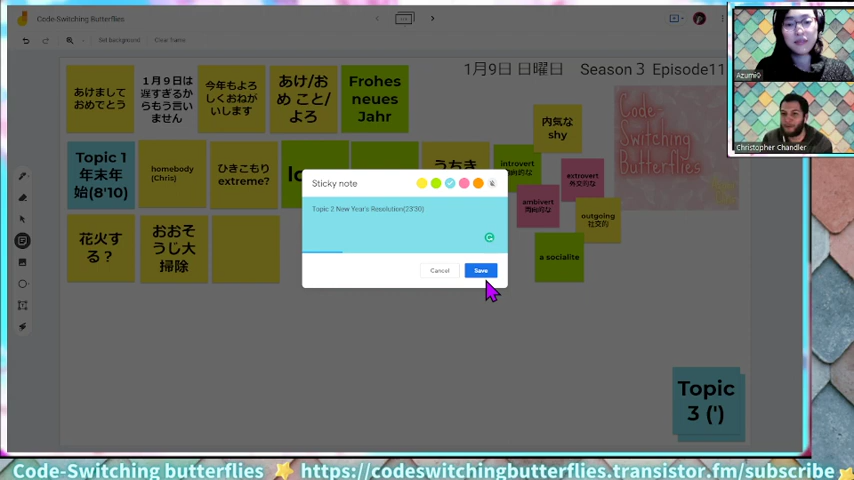 Code-Switching Butterflies
Set background
Clear frame
1月9日 日曜日 Season 3 Episode11
あけまして
おめでとう
1月9日は
遅すぎるか
らもう言い
ません
今年もよろ
しくおねが
いします
あけ/お
め こと/
よろ
Frohes
neues
Jahr
Code-
Switching
Butterflies
Topic 1
年末年
始(8'10)
homebody
(Chris)
ひきこもり
extreme?
うちき
内気な
shy
introvert
extrovert
外交的な
ambivert
両向的な
outgoing
社交的
a socialite
花火す
る？
おおそ
うじ大
掃除
Sticky note
Topic 2 New Year's Resolution(23'30)
Cancel
Save
Topic
3 (')
Azumi
Christopher Chandler
Code-Switching butterflies https://codeswitchingbutterflies.transistor.fm/subscribe